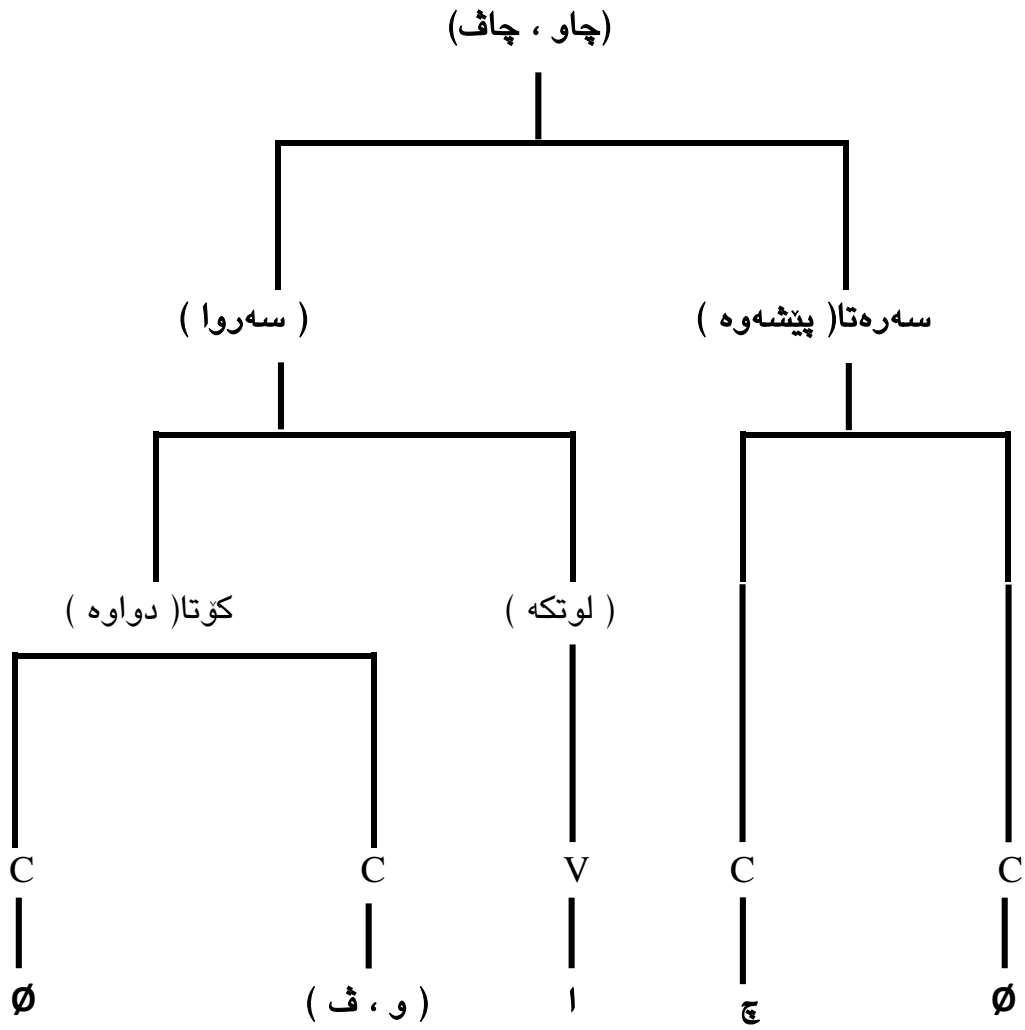 (چاو ، چاڤ)
سەرەتا( پێشەوە ) ( سەروا )
( لوتکە ) کۆتا( دواوە )
C C V C C
Ø چ ا ( و ، ڤ ) Ø